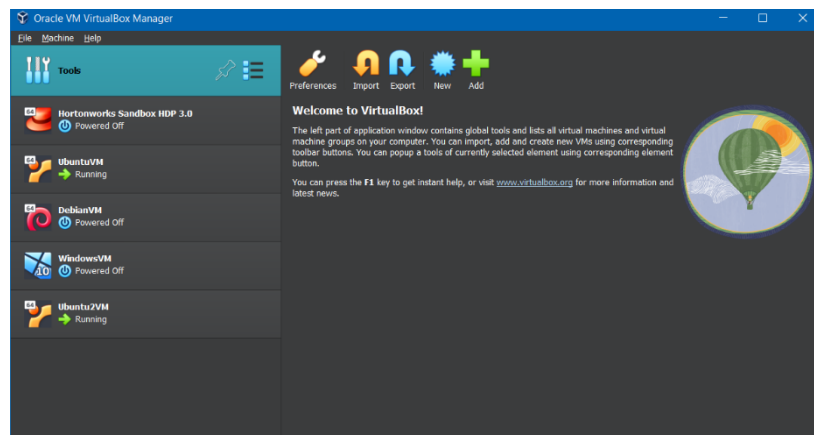 Oracle VM VirtualBox Manager
File Machine Help
Tools
Preferences Import Export New Add
64
Hortonworks Sandbox HDP 3.0
Powered Off
64
UbuntuVM
Running
64
DebianVM
Powered Off
10
WindowsVM
Powered Off
64
Ubuntu2VM
Running
Welcome to VirtualBox!
The left part of application window contains global tools and lists all virtual machines and virtual
machine groups on your computer. You can import, add and create new VMs using corresponding
toolbar buttons. You can popup a tools of currently selected element using corresponding element
button.
You can press the F1 key to get instant help, or visit www.virtualbox.org for more information and
latest news.